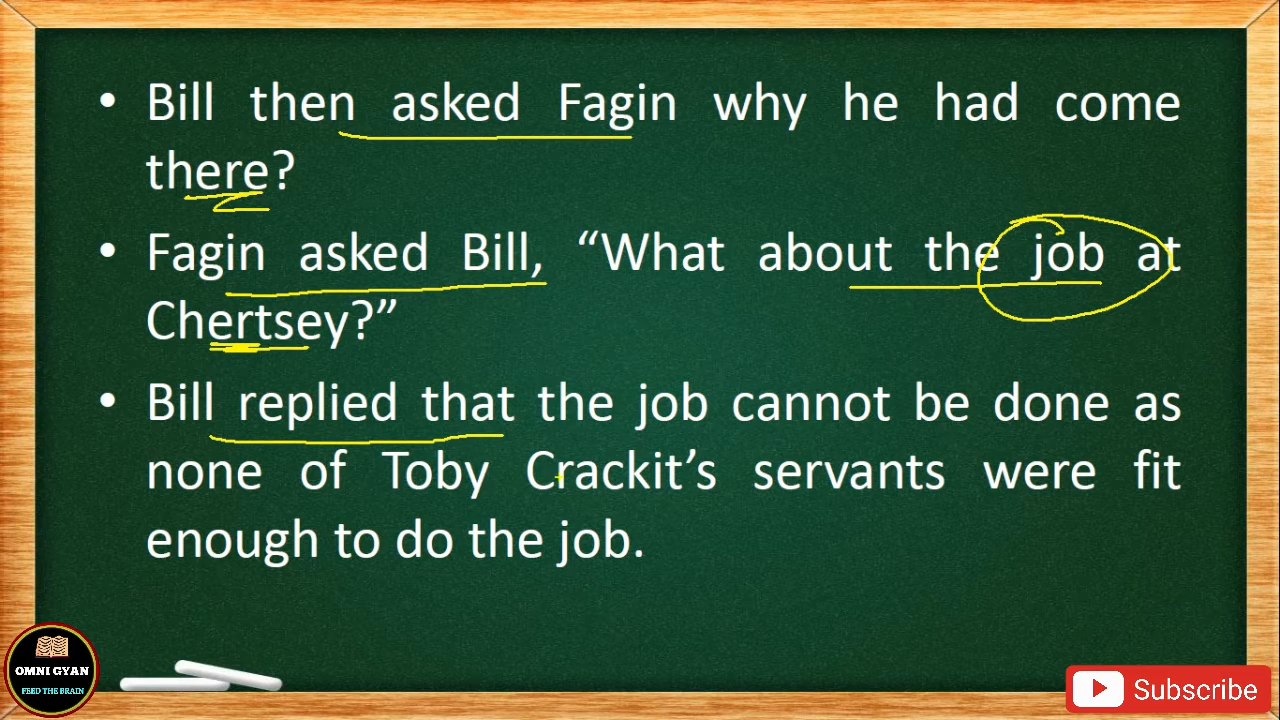 • Bill then asked Fagin why he had come
there?
• Fagin asked Bill, “What about the job at
Chertsey?”
• Bill replied that the job cannot be done as
none of Toby Crackit’s servants were fit
enough to do the job.
OMNI GYAN
FEED THE BRAIN
Subscribe